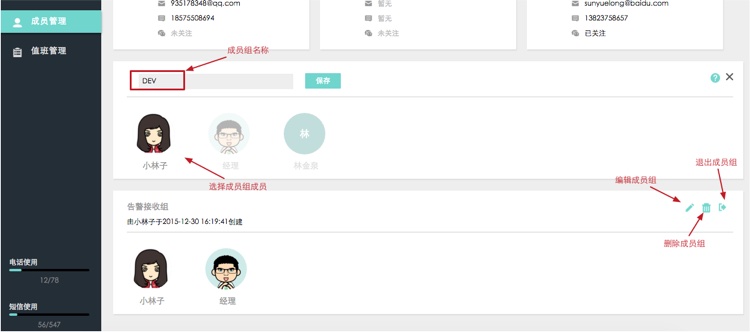 成员管理
值班管理
电话使用
12/78
短信使用
56/547
935178348@qq.com
18575508694
未关注
暂无
暂无
未关注
sunyuelong@baidu.com
13823758657
已关注
成员组名称
DEV
保存
?
林
小林子
经理
林业泉
选择成员组成员
退出成员组
编辑成员组
删除成员组
告警接收组
由小林子于2015-12-30 16:19:41创建
小林子
经理